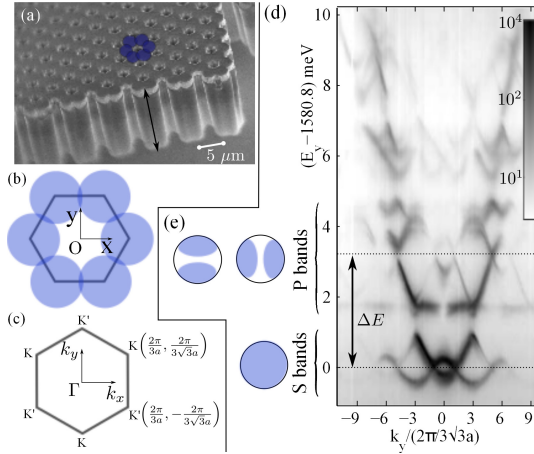 (a)
5 μm
(b)
y
O
x
(c)
K'
K
K(2π/3a, 2π/3√3a)
k_y
Γ
k_x
K'
K'(2π/3a, -2π/3√3a)
K
(e)
(d)
(E_y-1580.8) meV
10
8
6
4
2
0
P bands
S bands
ΔE
10^4
10^2
10^1
-9
-6
-3
0
3
6
9
k_y/(2π/3√3a)